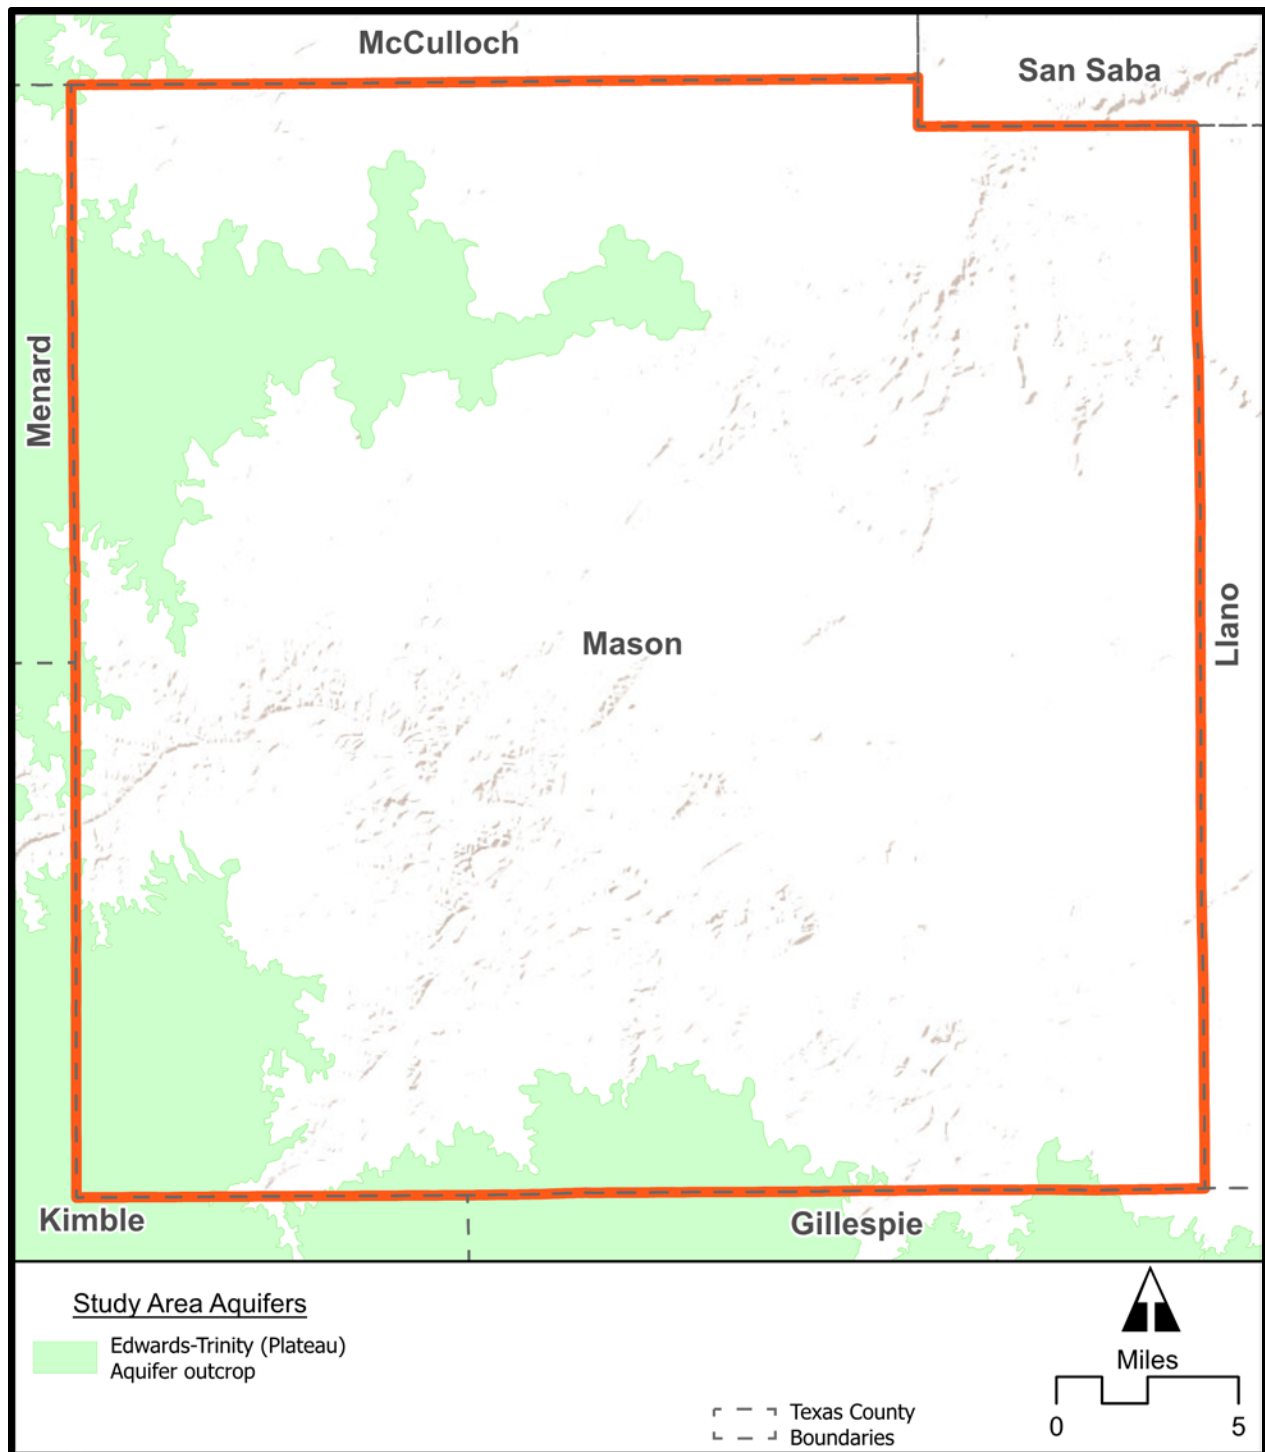 McCulloch
San Saba
Menard
Mason
Llano
Kimble
Gillespie
Study Area Aquifers
Edwards-Trinity (Plateau)
Aquifer outcrop
Miles
0 5
Texas County
Boundaries